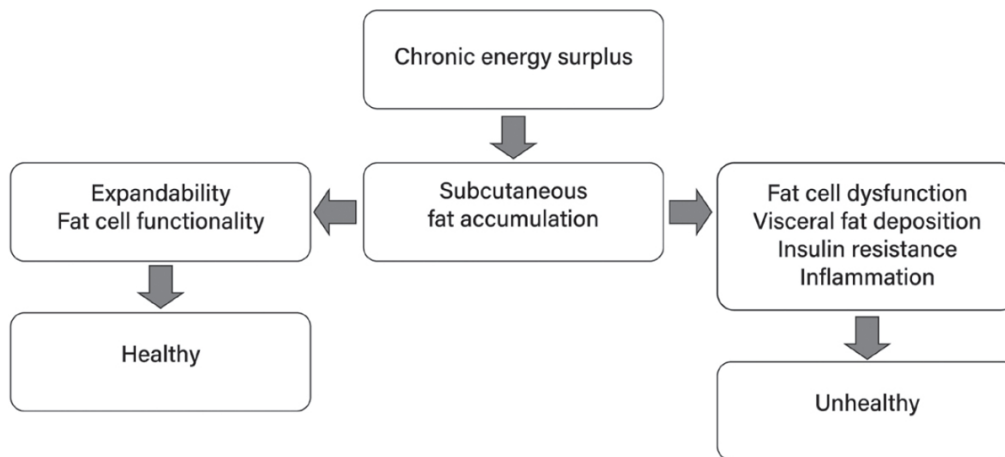 Chronic energy surplus
Expandability
Fat cell functionality
Subcutaneous
fat accumulation
Fat cell dysfunction
Visceral fat deposition
Insulin resistance
Inflammation
Healthy
Unhealthy